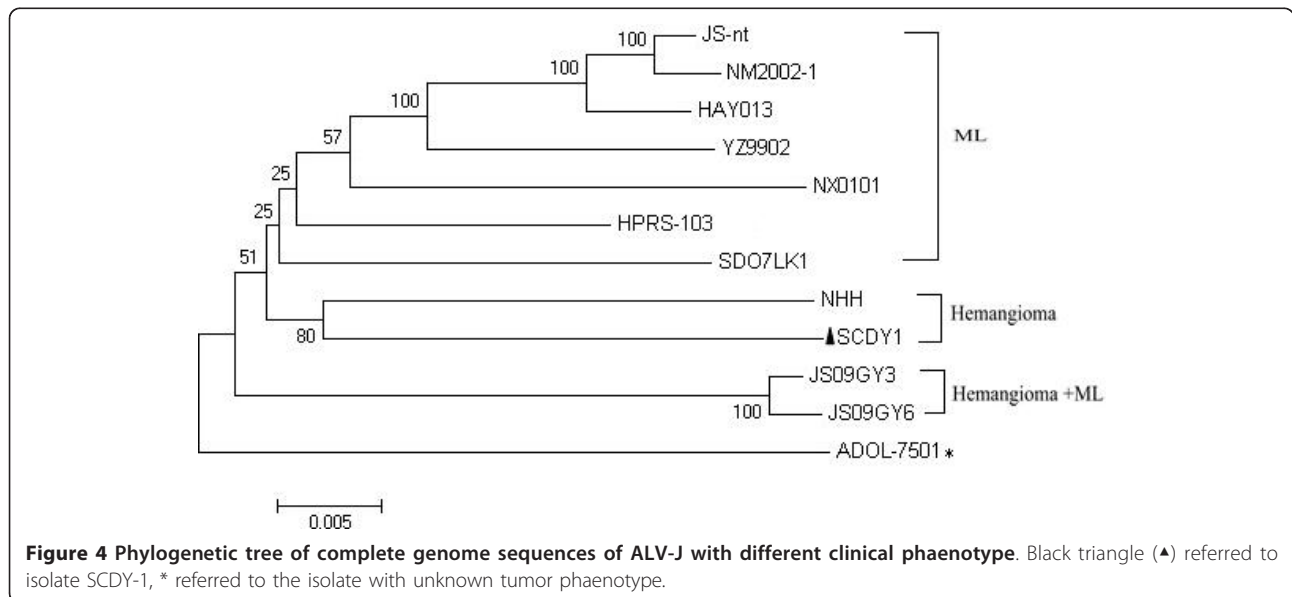 100
JS-nt
100
NM2002-1
100
HAY013
ML
57
YZ9902
25
NX0101
25
HPRS-103
51
SDO7LK1
NHH
Hemangioma
80
▲SCDY1
JS09GY3
Hemangioma +ML
100
JS09GY6
ADOL-7501*
0.005
Figure 4 Phylogenetic tree of complete genome sequences of ALV-J with different clinical phaenotype. Black triangle (▲) referred to
isolate SCDY-1, * referred to the isolate with unknown tumor phaenotype.